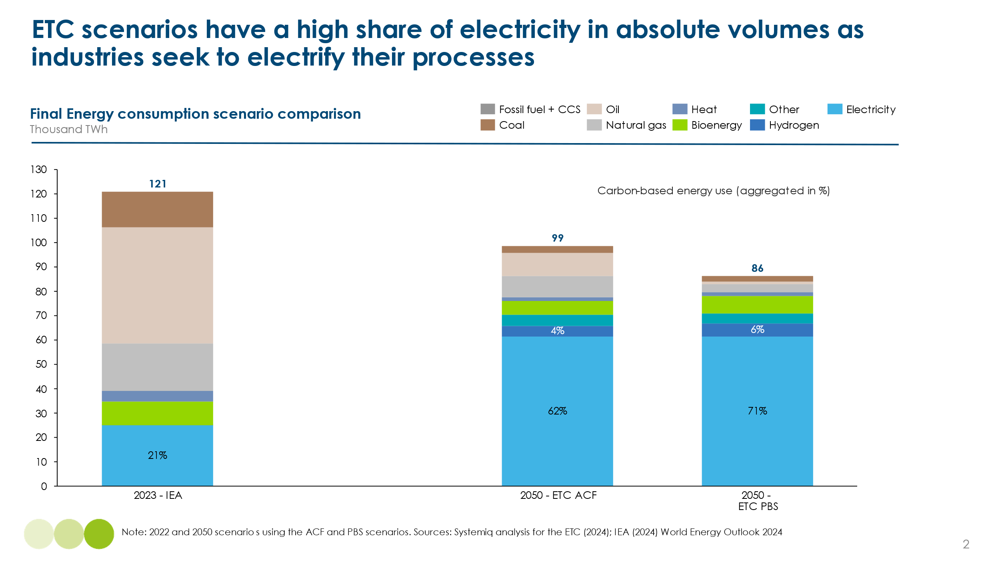 ETC scenarios have a high share of electricity in absolute volumes as
industries seek to electrify their processes
Final Energy consumption scenario comparison
Thousand TWh
Fossil fuel + CCS
Oil
Heat
Other
Electricity
Coal
Natural gas
Bioenergy
Hydrogen
130
120
110
100
90
80
70
60
50
40
30
20
10
0
121
21%
2023 - IEA
Carbon-based energy use (aggregated in %)
99
4%
62%
2050 - ETC ACF
86
6%
71%
2050 -
ETC PBS
Note: 2022 and 2050 scenarios using the ACF and PBS scenarios. Sources: Systemiq analysis for the ETC (2024); IEA (2024) World Energy Outlook 2024
2